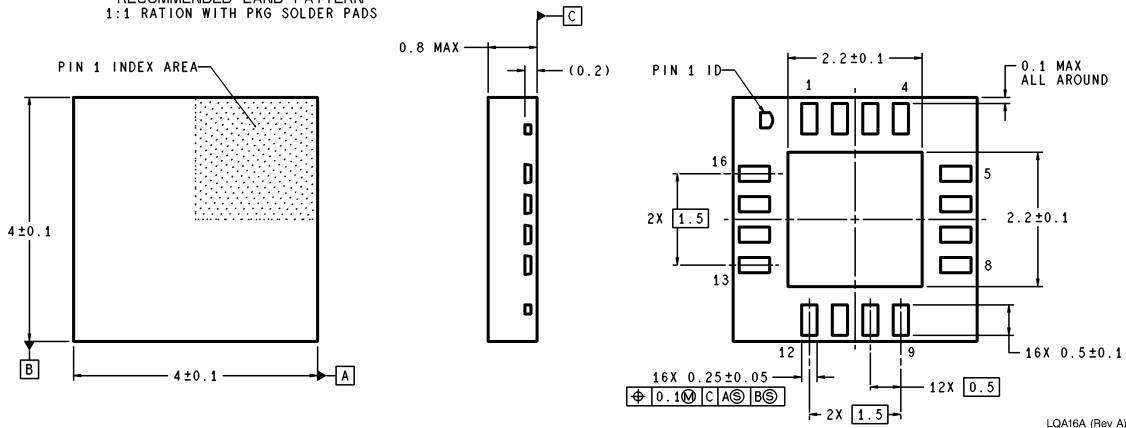 RECOMMENDED LAND PATTERN
1:1 RATION WITH PKG SOLDER PADS
C
0.8 MAX
(0.2)
PIN 1 INDEX AREA
PIN 1 ID
2.2±0.1
0.1 MAX
ALL AROUND
1
4
16
5
4±0.1
2X 1.5
2.2±0.1
13
8
12
9
16X 0.5±0.1
B
4±0.1
A
16X 0.25±0.05
12X 0.5
⌖ 0.1Ⓜ C AⓈ BⓈ
2X 1.5
LQA16A (Rev A)